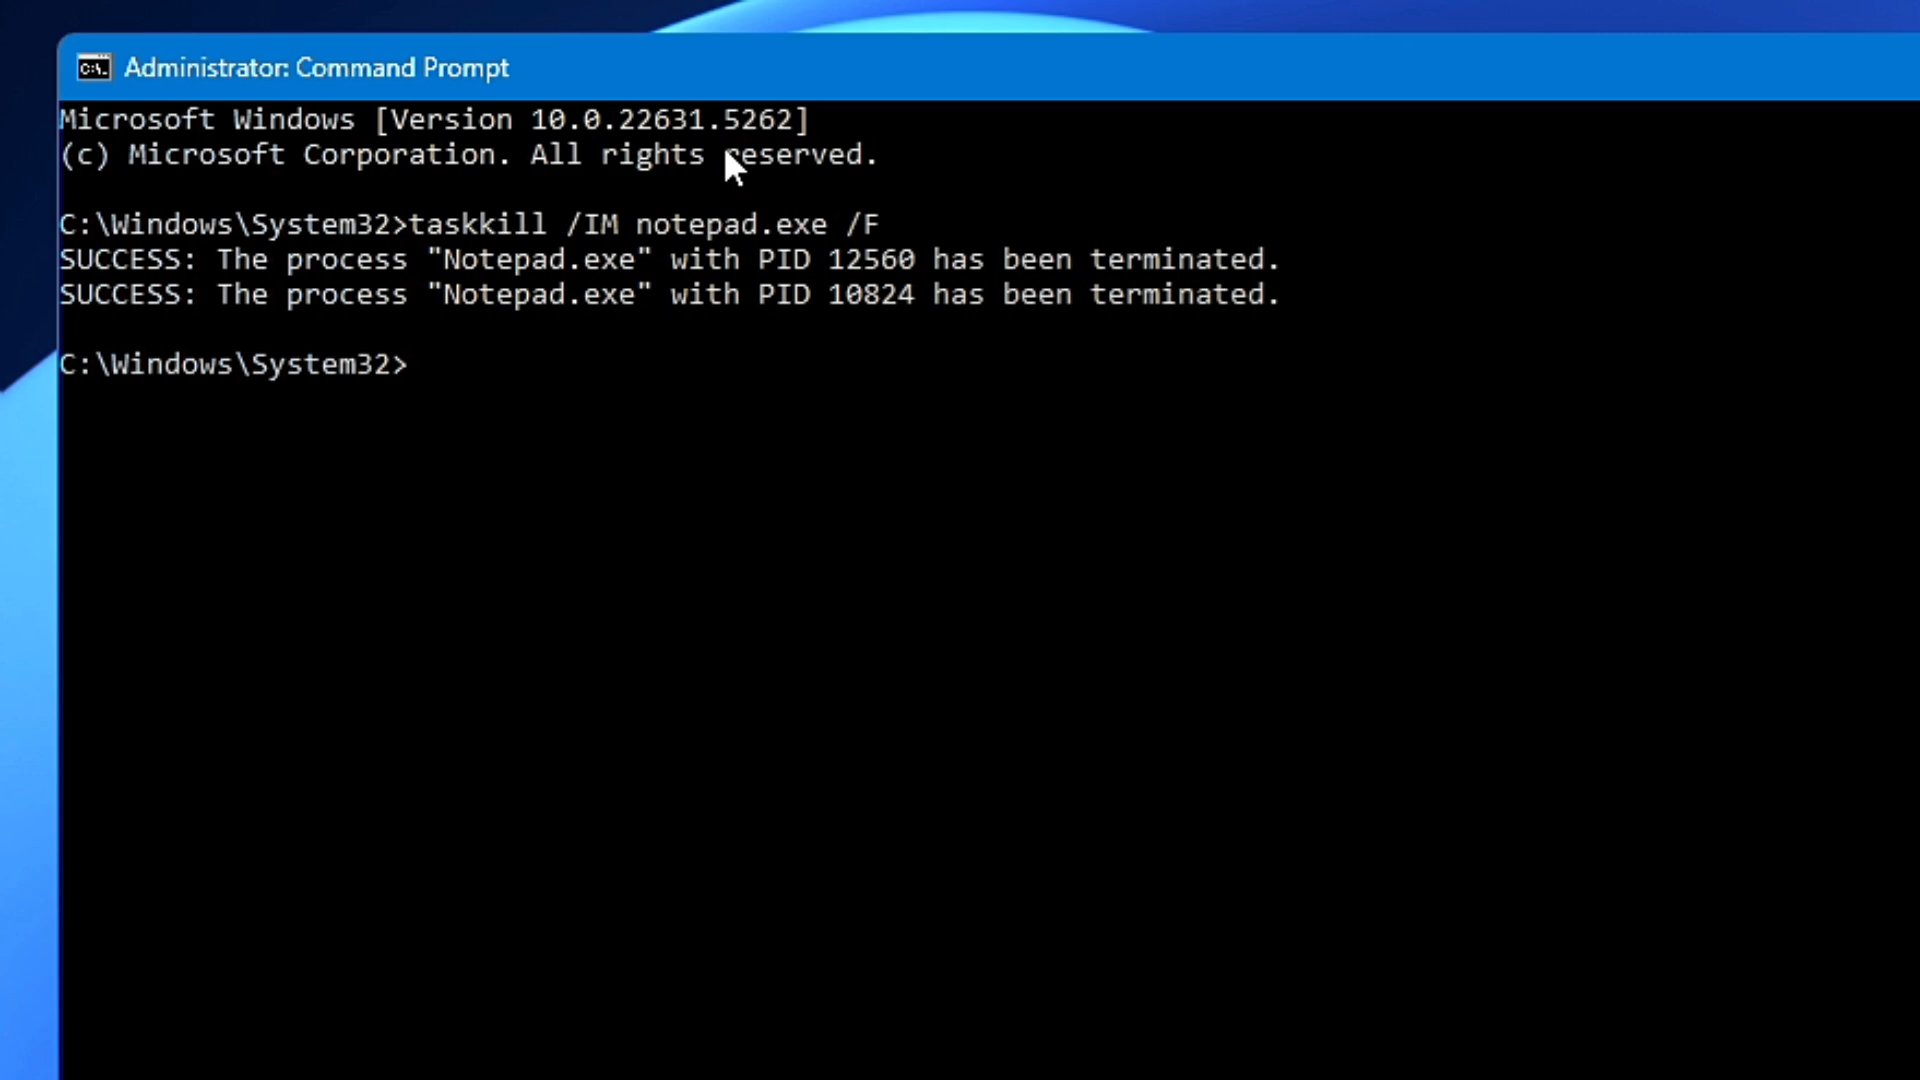 Administrator: Command Prompt
Microsoft Windows [Version 10.0.22631.5262]
(c) Microsoft Corporation. All rights reserved.
C:\Windows\System32>taskkill /IM notepad.exe /F
SUCCESS: The process "Notepad.exe" with PID 12560 has been terminated.
SUCCESS: The process "Notepad.exe" with PID 10824 has been terminated.
C:\Windows\System32>